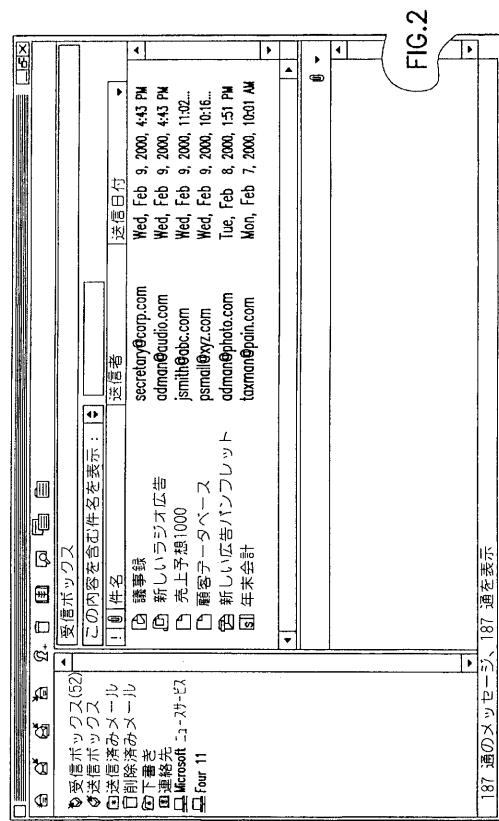 受信ボックス
この内容を含む件名を表示:
! 件名 送信者 送信日付
議事録 secretary@corp.com Wed, Feb 9, 2000, 4:43 PM
新しいラジオ広告 adman@audio.com Wed, Feb 9, 2000, 4:43 PM
売上予想1000 jsmith@abc.com Wed, Feb 9, 2000, 11:02...
顧客データベース psmall@xyz.com Wed, Feb 9, 2000, 10:16...
新しい広告パンフレット adman@photo.com Tue, Feb 8, 2000, 1:51 PM
年末会計 taxman@pain.com Mon, Feb 7, 2000, 10:01 AM
受信ボックス(52)
送信ボックス
送信済みメール
削除済みメール
下書き
連絡先
Microsoft ニュースサービス
Four 11
187 通のメッセージ、187 通を表示
FIG.2